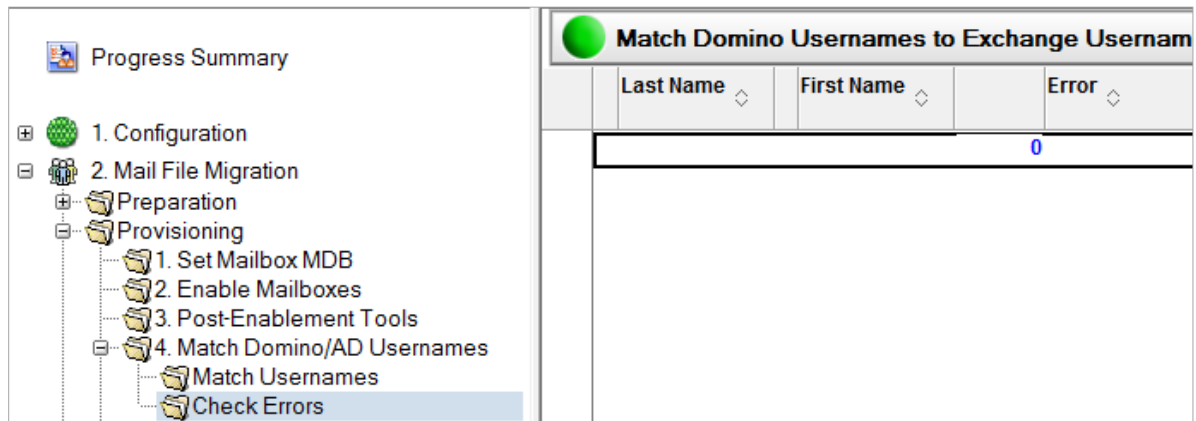 Progress Summary
1. Configuration
2. Mail File Migration
Preparation
Provisioning
1. Set Mailbox MDB
2. Enable Mailboxes
3. Post-Enablement Tools
4. Match Domino/AD Usernames
Match Usernames
Check Errors
Match Domino Usernames to Exchange Usernam
Last Name First Name Error
0